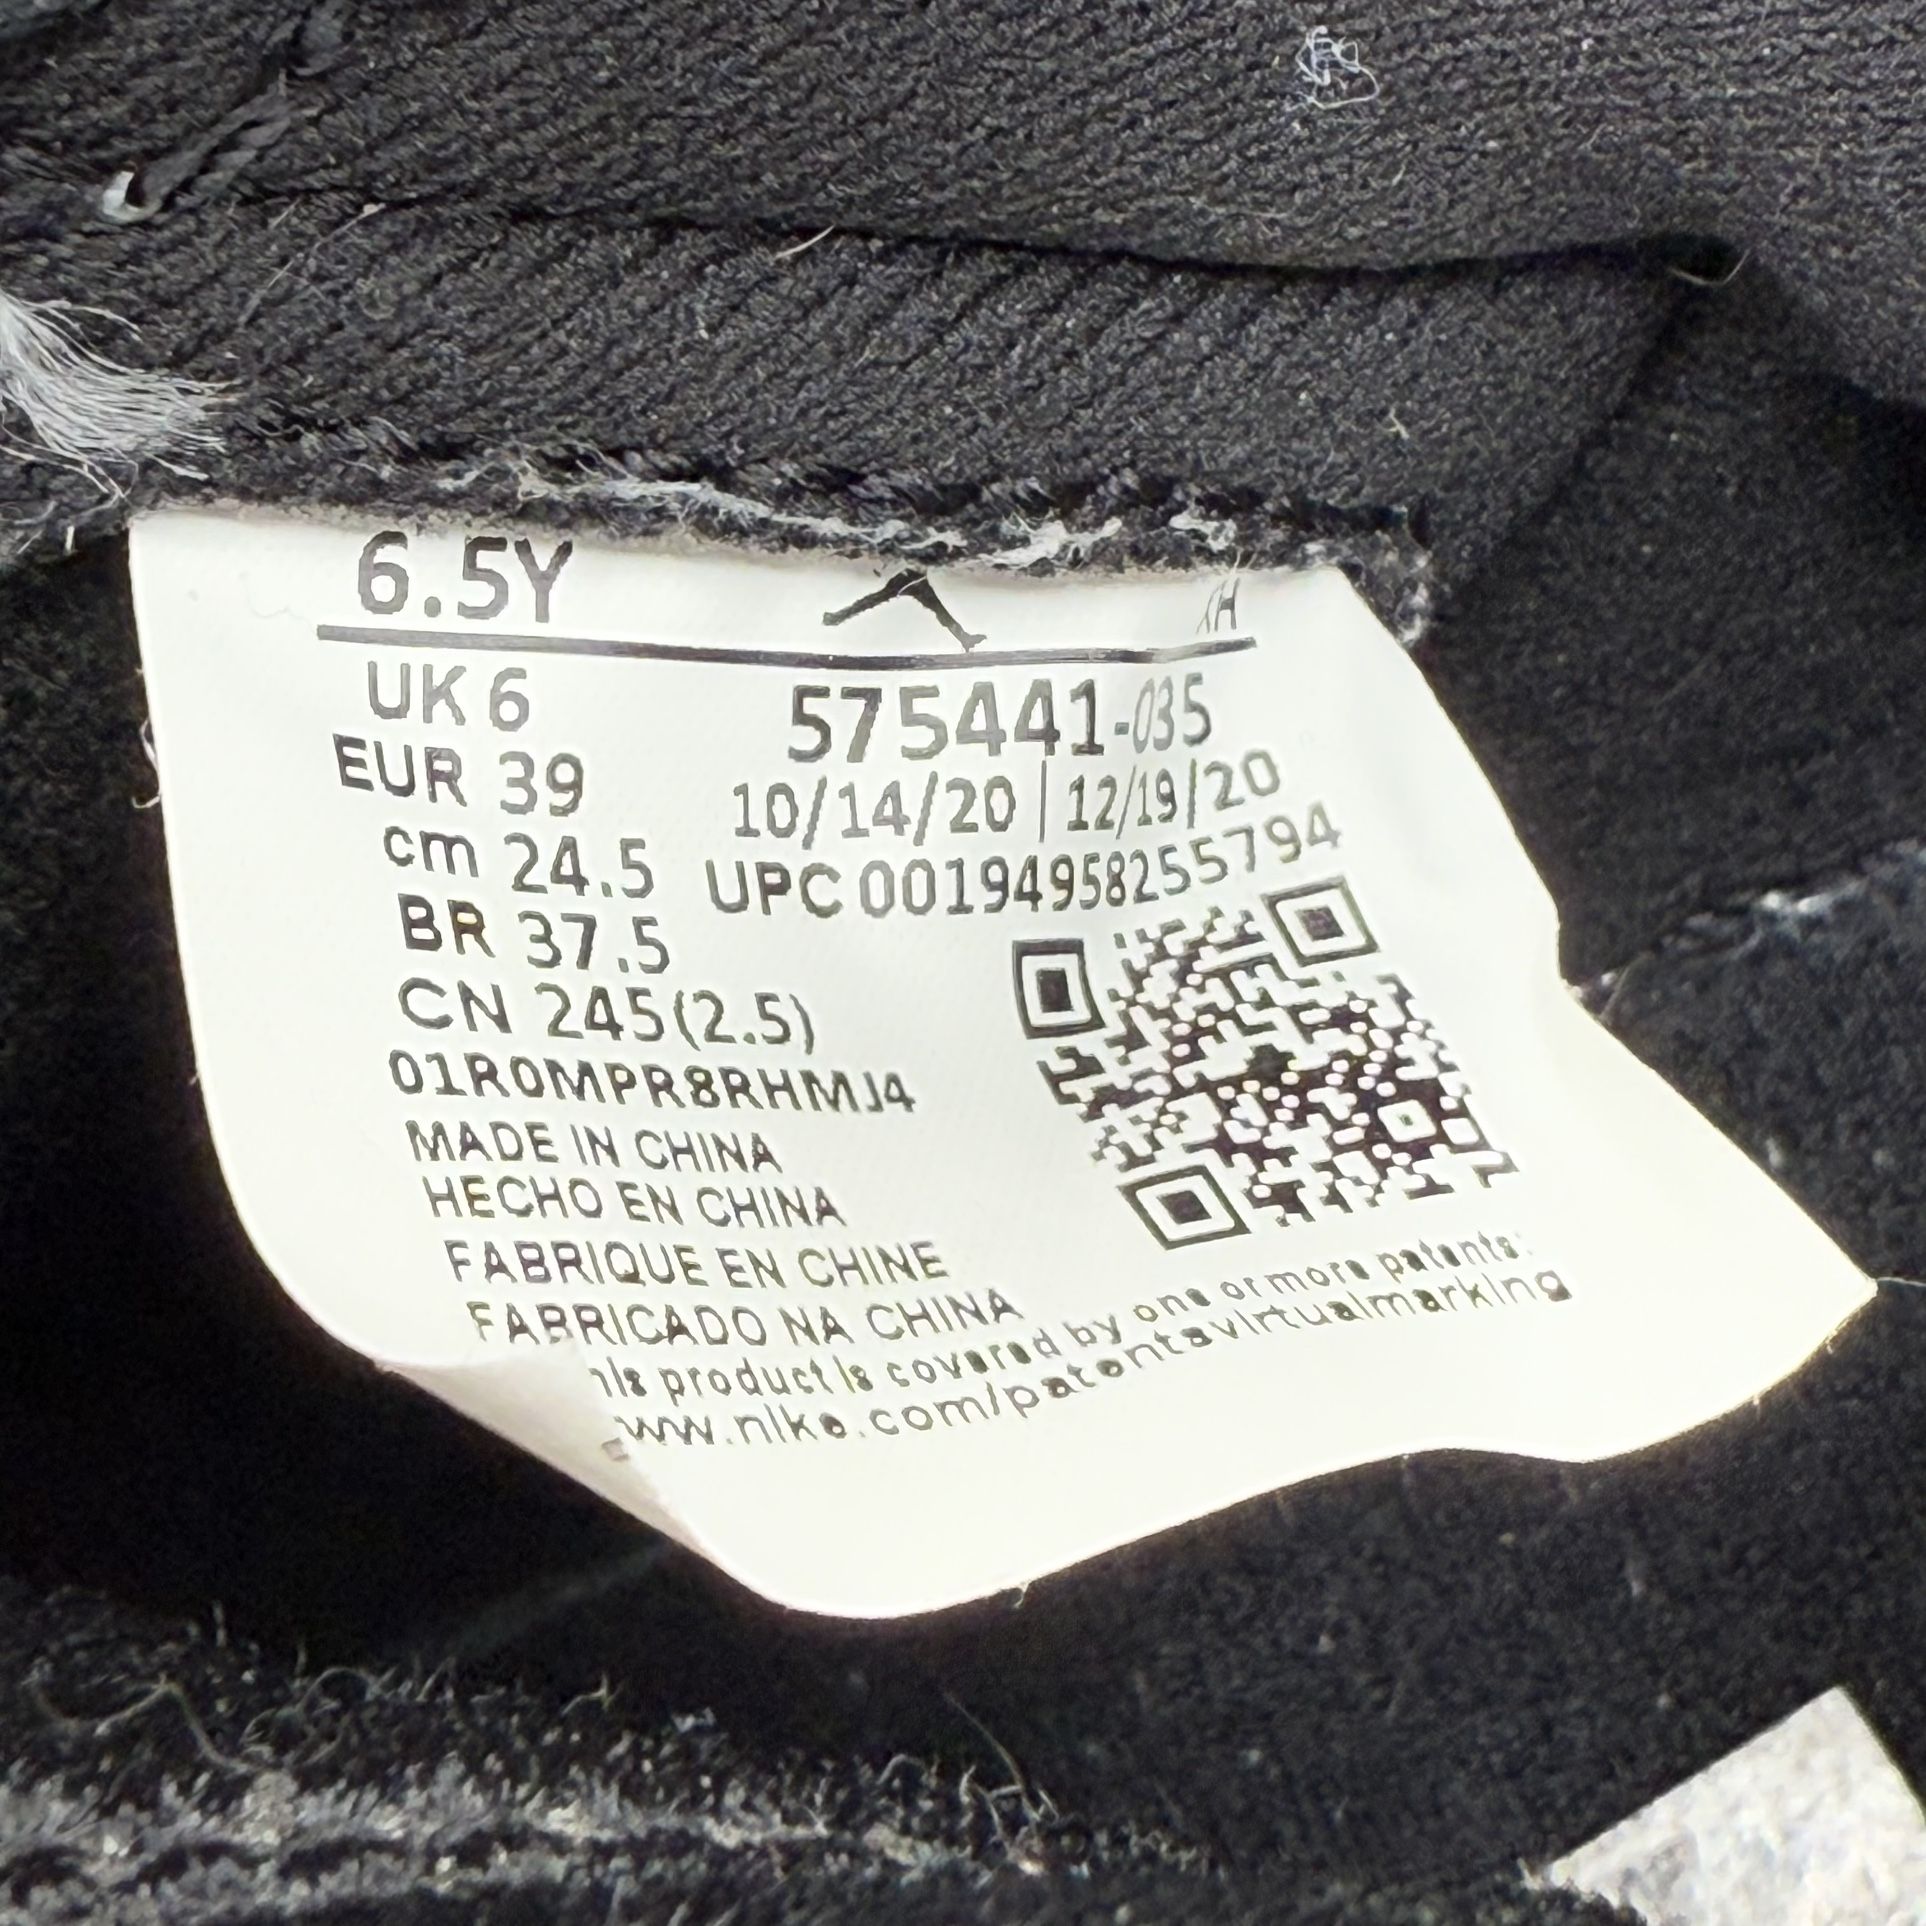 6.5Y
UK 6
EUR 39
cm 24.5
BR 37.5
CN 245(2.5)
575441-035
10/14/20 | 12/19/20
UPC 00194958255794
01R0MPR8RHMJ4
MADE IN CHINA
HECHO EN CHINA
FABRIQUE EN CHINE
FABRICADO NA CHINA
his product is covered by one or more patents:
www.nike.com/patentsvirtualmarking